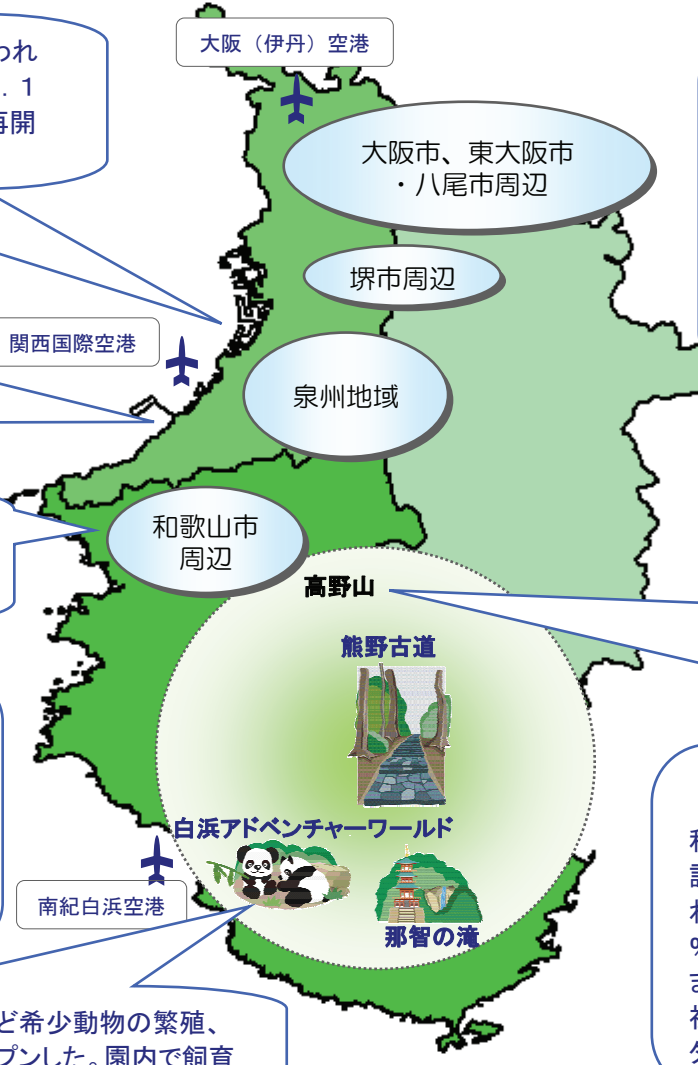 大阪（伊丹）空港
われ
．１
再開
大阪市、東大阪市
・八尾市周辺
堺市周辺
関西国際空港
泉州地域
和歌山市
周辺
高野山
熊野古道
白浜アドベンチャーワールド
南紀白浜空港
那智の滝
ど希少動物の繁殖、
プンした。園内で飼育
％